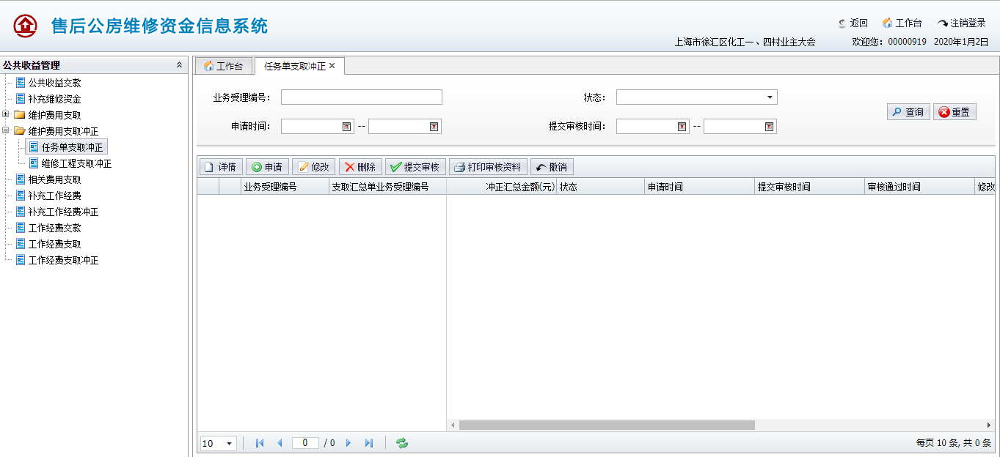 售后公房维修资金信息系统
返回 工作台 注销登录
上海市徐汇区化工一、四村业主大会 欢迎您: 00000919 2020年1月2日
公共收益管理
公共收益交款
补充维修资金
维护费用支取
维护费用支取冲正
任务单支取冲正
维修工程支取冲正
相关费用支取
补充工作经费
补充工作经费冲正
工作经费交款
工作经费支取
工作经费支取冲正
工作台 任务单支取冲正
业务受理编号: 状态:
申请时间: -- 提交审核时间: --
查询 重置
详情 申请 修改 删除 提交审核 打印审核资料 撤销
业务受理编号 支取汇总单业务受理编号 冲正汇总金额(元) 状态 申请时间 提交审核时间 审核通过时间 修改
10 0 / 0 每页 10 条, 共 0 条